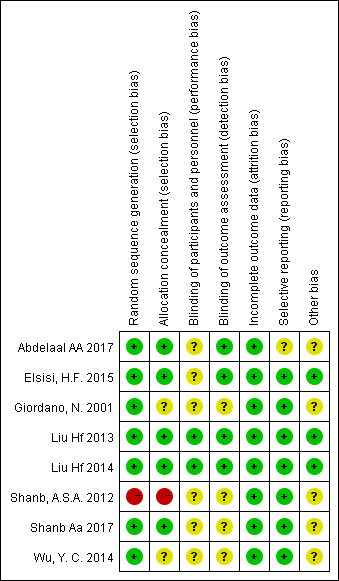 Random sequence generation (selection bias)
Allocation concealment (selection bias)
Blinding of participants and personnel (performance bias)
Blinding of outcome assessment (detection bias)
Incomplete outcome data (attrition bias)
Selective reporting (reporting bias)
Other bias
Abdelaal AA 2017 + + ? + + ? ?
Elsisi, H.F. 2015 + + ? + + + +
Giordano, N. 2001 + ? ? ? + + ?
Liu Hf 2013 + + + + + + +
Liu Hf 2014 + + + + + + +
Shanb, A.S.A. 2012 - - ? ? + + ?
Shanb Aa 2017 + + ? ? + + ?
Wu, Y. C. 2014 + ? ? ? + + ?